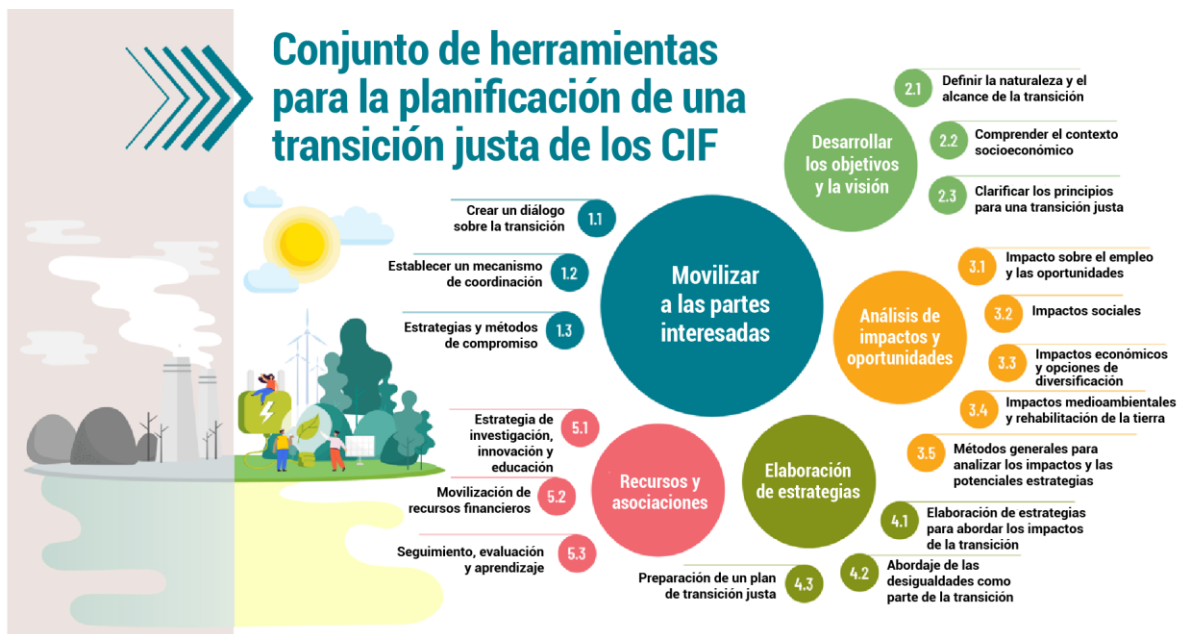 Conjunto de herramientas
para la planificación de una
transición justa de los CIF
Movilizar
a las partes
interesadas
1.1
Crear un diálogo
sobre la transición
1.2
Establecer un mecanismo
de coordinación
1.3
Estrategias y métodos
de compromiso
Desarrollar
los objetivos
y la visión
2.1
Definir la naturaleza y el
alcance de la transición
2.2
Comprender el contexto
socioeconómico
2.3
Clarificar los principios
para una transición justa
Análisis de
impactos y
oportunidades
3.1
Impacto sobre el empleo
y las oportunidades
3.2
Impactos sociales
3.3
Impactos económicos
y opciones de
diversificación
3.4
Impactos medioambientales
y rehabilitación de la tierra
3.5
Métodos generales para
analizar los impactos y las
potenciales estrategias
Elaboración
de estrategias
4.1
Elaboración de estrategias
para abordar los impactos
de la transición
4.2
Abordaje de las
desigualdades como
parte de la transición
4.3
Preparación de un plan
de transición justa
Recursos y
asociaciones
5.1
Estrategia de
investigación,
innovación y
educación
5.2
Movilización de
recursos financieros
5.3
Seguimiento, evaluación
y aprendizaje